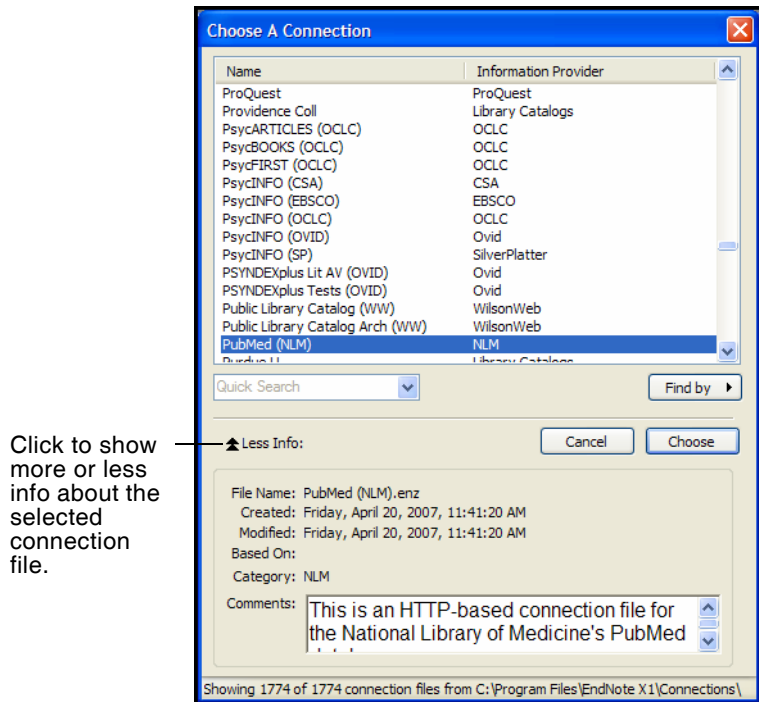 Choose A Connection
Name Information Provider
ProQuest ProQuest
Providence Coll Library Catalogs
PsycARTICLES (OCLC) OCLC
PsycBOOKS (OCLC) OCLC
PsycFIRST (OCLC) OCLC
PsycINFO (CSA) CSA
PsycINFO (EBSCO) EBSCO
PsycINFO (OCLC) OCLC
PsycINFO (OVID) Ovid
PsycINFO (SP) SilverPlatter
PSYNDEXplus Lit AV (OVID) Ovid
PSYNDEXplus Tests (OVID) Ovid
Public Library Catalog (WW) WilsonWeb
Public Library Catalog Arch (WW) WilsonWeb
PubMed (NLM) NLM
Purdue U Library Catalogs
Quick Search Find by
Click to show
more or less
info about the
selected
connection
file.
Less Info: Cancel Choose
File Name: PubMed (NLM).enz
Created: Friday, April 20, 2007, 11:41:20 AM
Modified: Friday, April 20, 2007, 11:41:20 AM
Based On:
Category: NLM
Comments: This is an HTTP-based connection file for
the National Library of Medicine's PubMed
Showing 1774 of 1774 connection files from C:\Program Files\EndNote X1\Connections\